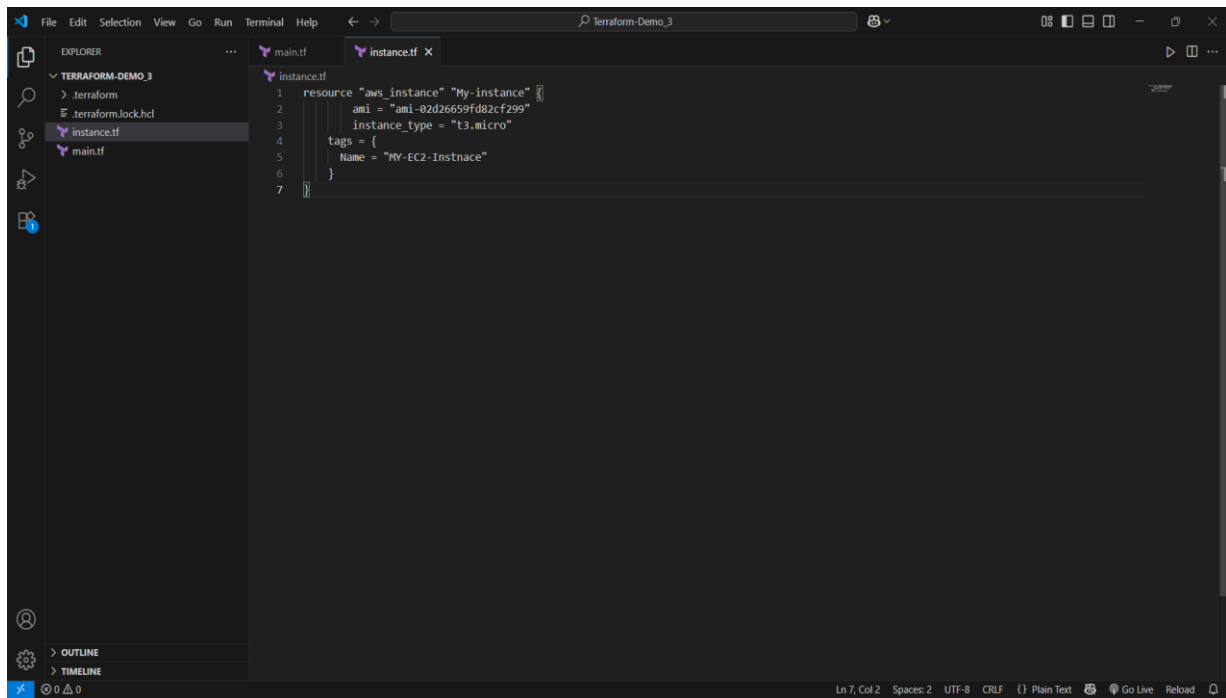 File Edit Selection View Go Run Terminal Help
Terraform-Demo_3
EXPLORER
main.tf
instance.tf
TERRAFORM-DEMO_3
.terraform
.terraform.lock.hcl
instance.tf
main.tf
instance.tf
1 resource "aws_instance" "My-instance" {
2 ami = "ami-02d26659fd82cf299"
3 instance_type = "t3.micro"
4 tags = {
5 Name = "MY-EC2-Instnace"
6 }
7 }
1
OUTLINE
TIMELINE
0 0 Ln 7, Col 2 Spaces: 2 UTF-8 CRLF {} Plain Text Go Live Reload